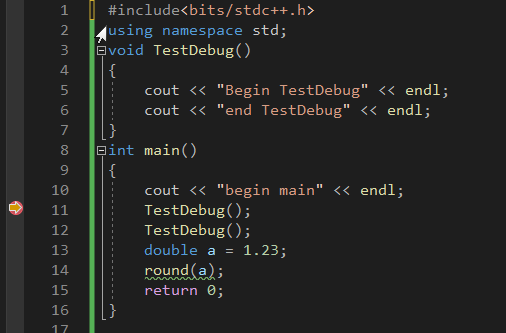 1 #include<bits/stdc++.h>
2 using namespace std;
3 void TestDebug()
4 {
5 cout << "Begin TestDebug" << endl;
6 cout << "end TestDebug" << endl;
7 }
8 int main()
9 {
10 cout << "begin main" << endl;
11 TestDebug();
12 TestDebug();
13 double a = 1.23;
14 round(a);
15 return 0;
16 }
17